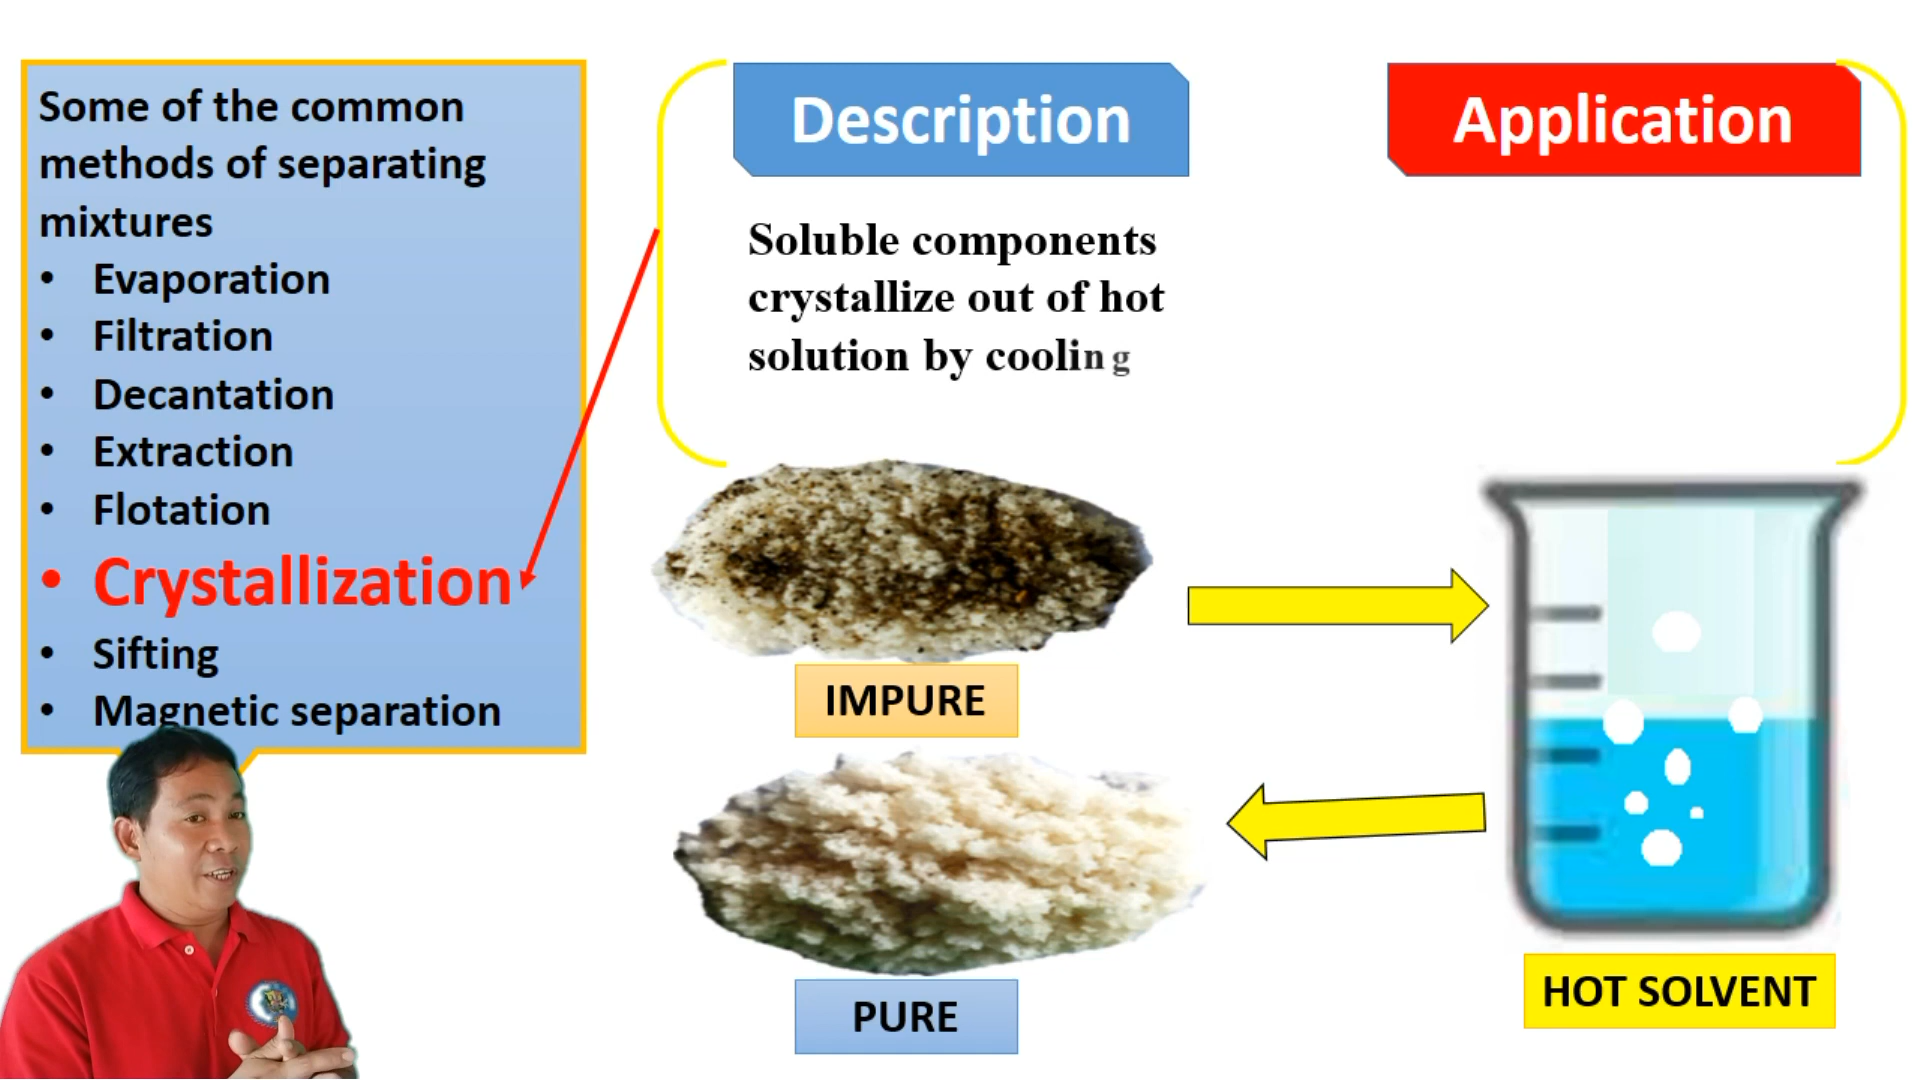 Some of the common
methods of separating
mixtures
• Evaporation
• Filtration
• Decantation
• Extraction
• Flotation
• Crystallization
• Sifting
• Magnetic separation
Description
Soluble components
crystallize out of hot
solution by cooling
Application
IMPURE
PURE
HOT SOLVENT